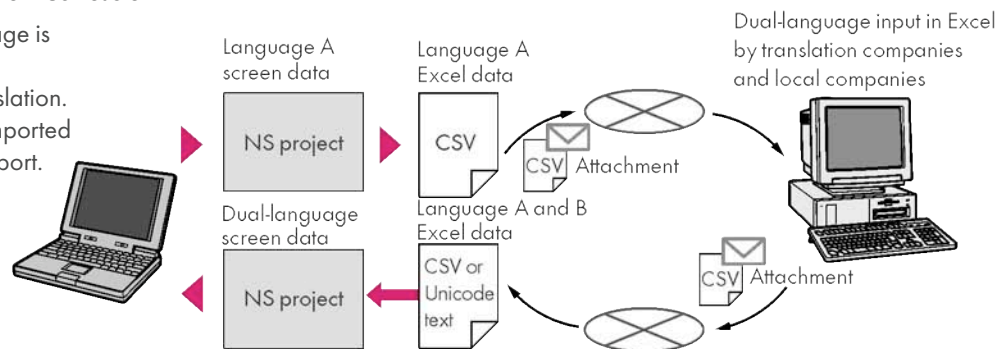 age is
slation.
ported
port.
Language A
screen data
NS project
Language A
Excel data
CSV
CSV
Attachment
Dual-language input in Excel
by translation companies
and local companies
Dual-language
screen data
NS project
Language A and B
Excel data
CSV or
Unicode
text
CSV
Attachment